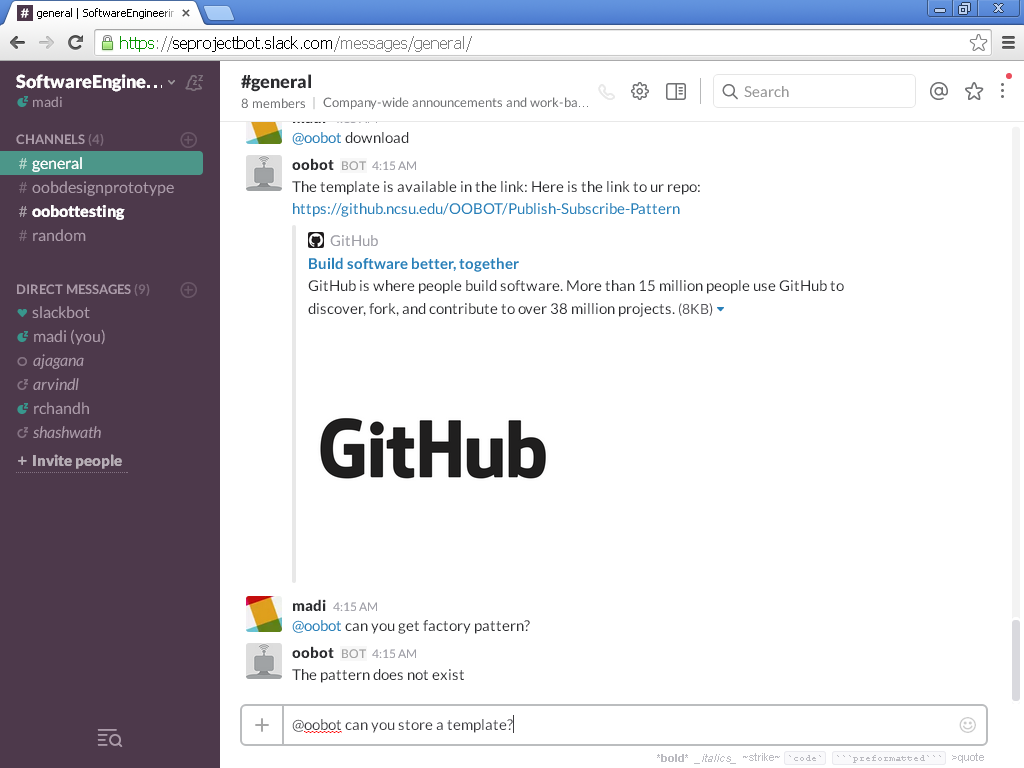 # general | SoftwareEngineerin
https://seprojectbot.slack.com/messages/general/
SoftwareEngine...
madi
CHANNELS (4)
# general
# oobdesignprototype
# oobottesting
# random
DIRECT MESSAGES (9)
slackbot
madi (you)
ajagana
arvindl
rchandh
shashwath
+ Invite people
#general
8 members | Company-wide announcements and work-ba...
Search
@oobot download
oobot BOT 4:15 AM
The template is available in the link: Here is the link to ur repo:
https://github.ncsu.edu/OOBOT/Publish-Subscribe-Pattern
GitHub
Build software better, together
GitHub is where people build software. More than 15 million people use GitHub to
discover, fork, and contribute to over 38 million projects. (8KB)
GitHub
madi 4:15 AM
@oobot can you get factory pattern?
oobot BOT 4:15 AM
The pattern does not exist
@oobot can you store a template?
*bold* _italics_ ~strike~ `code` ```preformatted``` >quote